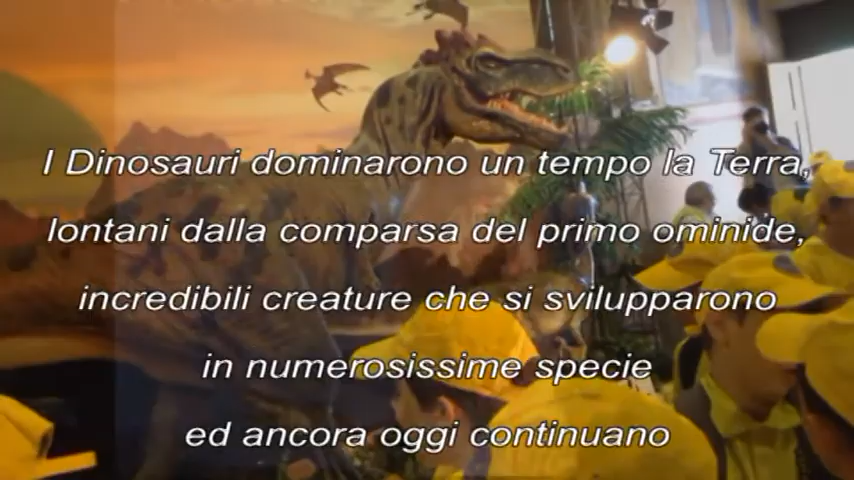 I Dinosauri dominarono un tempo la Terra,
lontani dalla comparsa del primo ominide,
incredibili creature che si svilupparono
in numerosissime specie
ed ancora oggi continuano